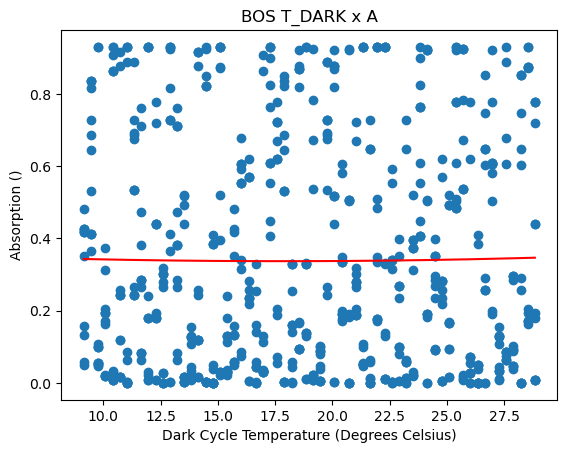 BOS T_DARK x A
Absorption ()
0.8
0.6
0.4
0.2
0.0
10.0 12.5 15.0 17.5 20.0 22.5 25.0 27.5
Dark Cycle Temperature (Degrees Celsius)